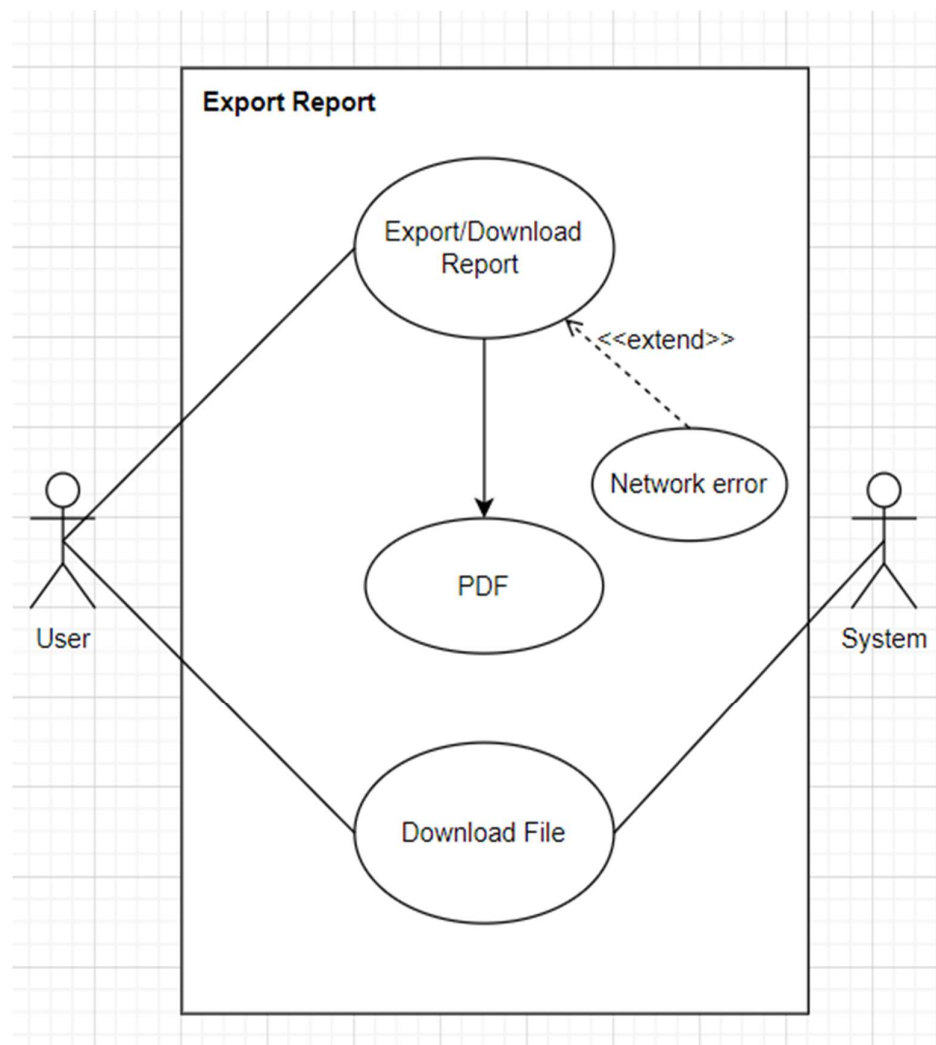 Export Report
Export/Download
Report
<<extend>>
Network error
PDF
User
System
Download File